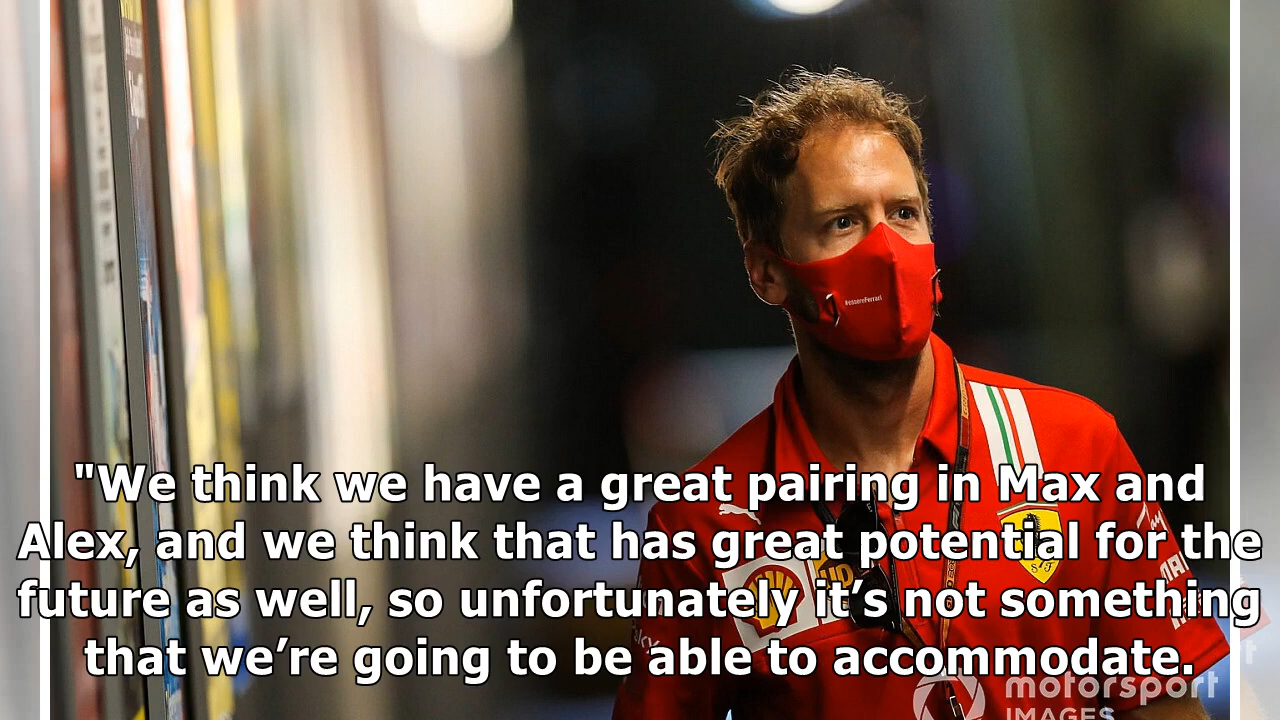 "We think we have a great pairing in Max and
Alex, and we think that has great potential for the
future as well, so unfortunately it’s not something
that we’re going to be able to accommodate.
#essereFerrari
S F
motorsport
IMAGES